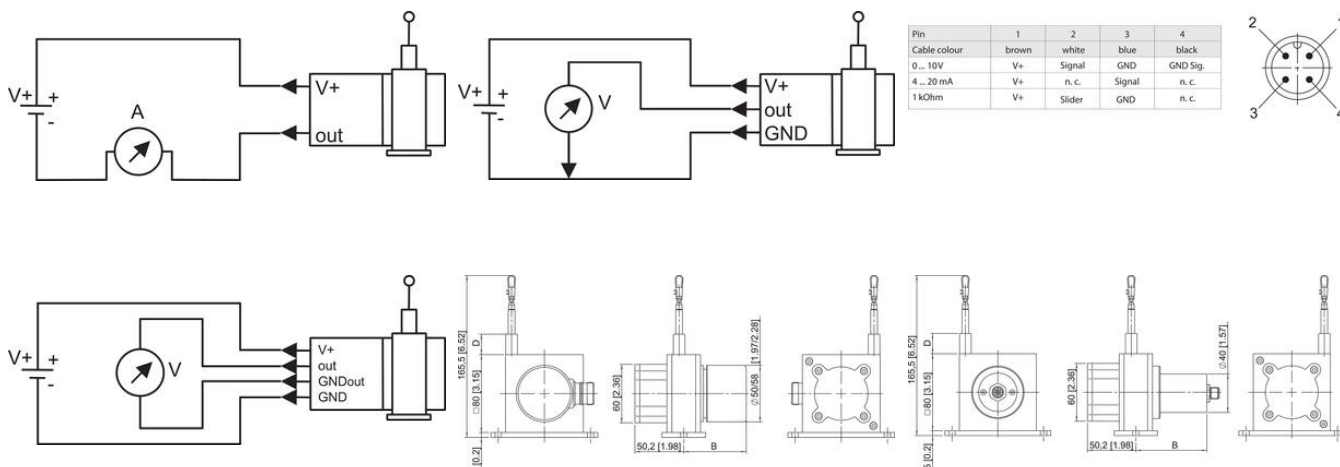 V+
+
-
A
V+
out
V+
+
-
V
V+
out
GND
Pin 1 2 3 4
Cable colour brown white blue black
0 ... 10V V+ Signal GND GND Sig.
4 ... 20 mA V+ n. c. Signal n. c.
1 kOhm V+ Slider GND n. c.
2
3
V+
+
-
V
V+
out
GNDout
GND
165,5 [6.52]
D
□80 [3.15]
[0.2]
60 [2.36]
50,2 [1.98]
B
∅50/58 [1.97/2.28]
165,5 [6.52]
D
□80 [3.15]
[0.2]
60 [2.36]
50,2 [1.98]
B
∅40 [1.57]